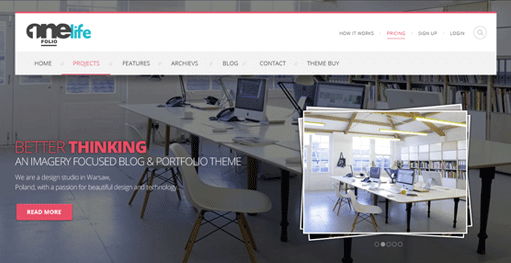 one life
FOLIO
HOW IT WORKS
PRICING
SIGN UP
LOGIN
HOME
PROJECTS
FEATURES
ARCHIEVS
BLOG
CONTACT
THEME BUY
BETTER THINKING
AN IMAGERY FOCUSED BLOG & PORTFOLIO THEME
We are a design studio in Warsaw,
Poland, with a passion for beautiful design and technology
READ MORE